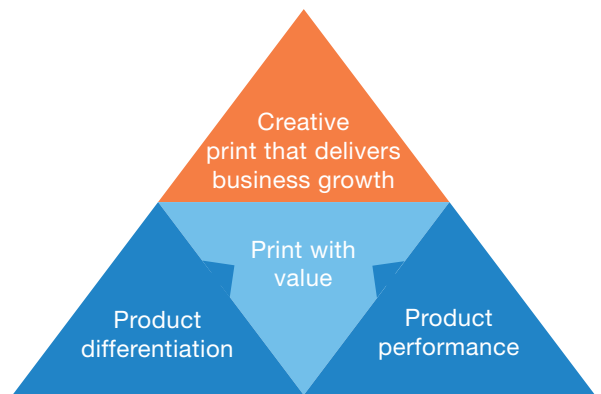 Creative
print that delivers
business growth
Print with
value
Product
differentiation
Product
performance